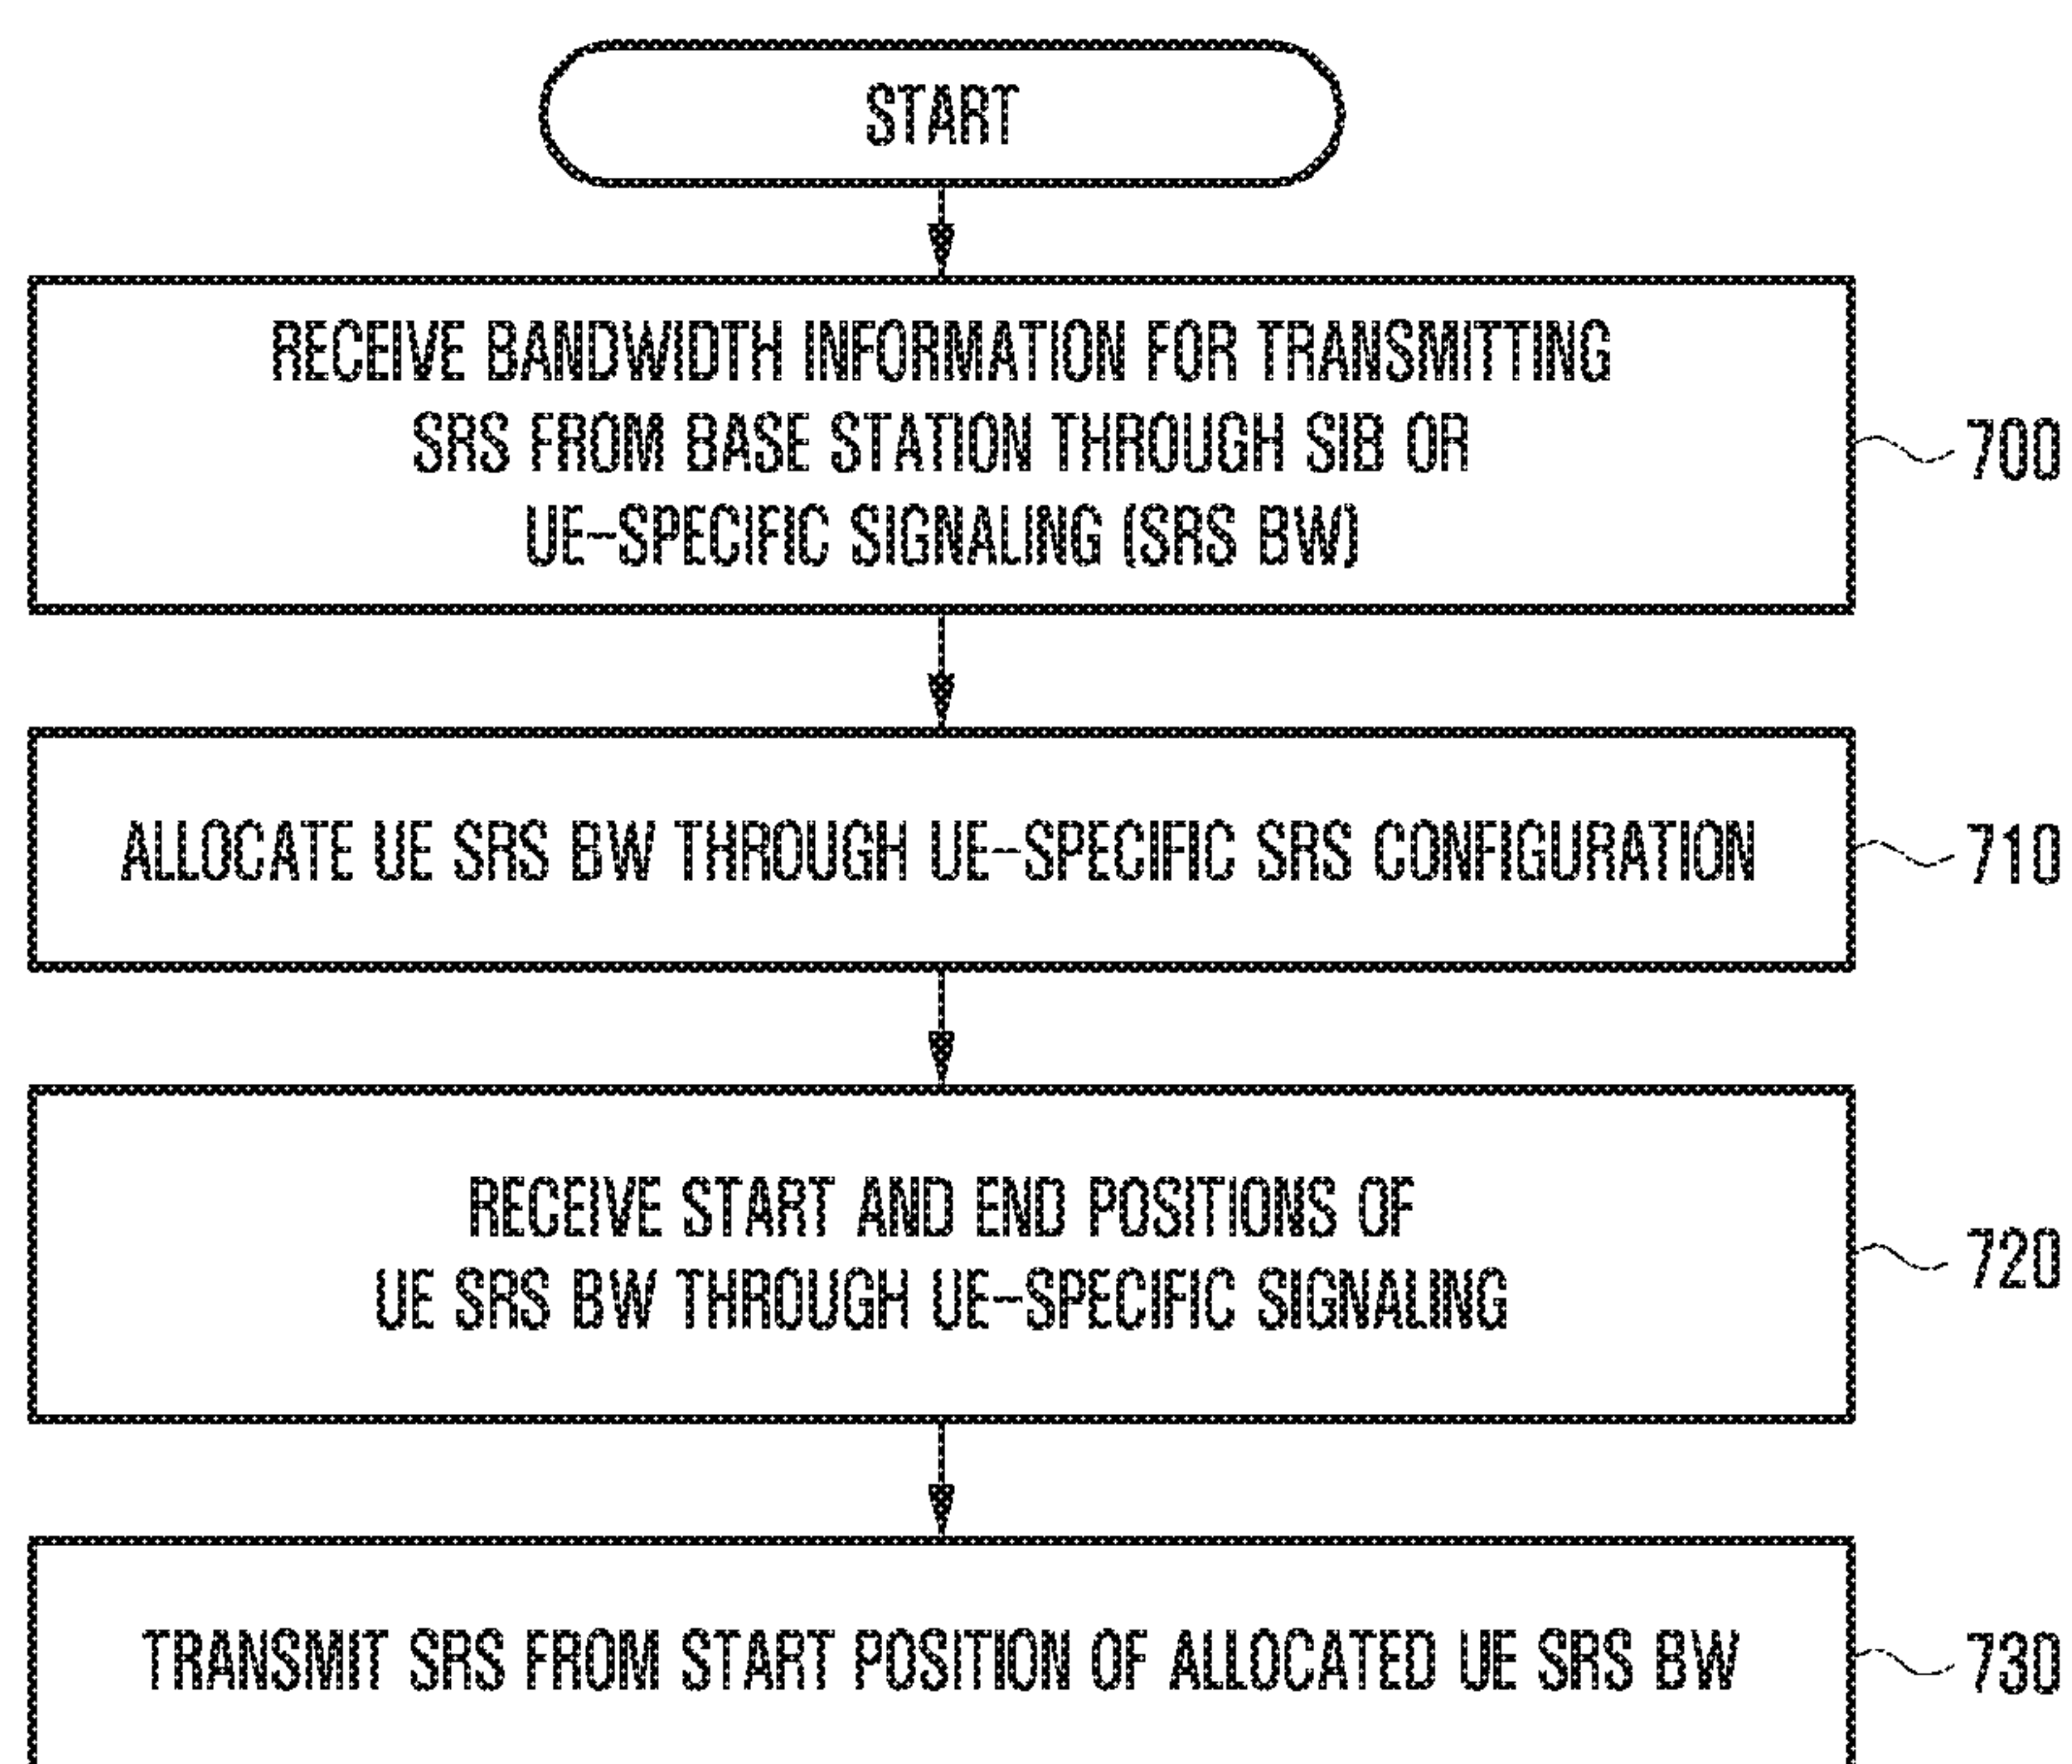 START
RECEIVE BANDWIDTH INFORMATION FOR TRANSMITTING
SRS FROM BASE STATION THROUGH SIB OR
UE-SPECIFIC SIGNALING (SRS BW)
700
ALLOCATE UE SRS BW THROUGH UE-SPECIFIC SRS CONFIGURATION
710
RECEIVE START AND END POSITIONS OF
UE SRS BW THROUGH UE-SPECIFIC SIGNALING
720
TRANSMIT SRS FROM START POSITION OF ALLOCATED UE SRS BW
730